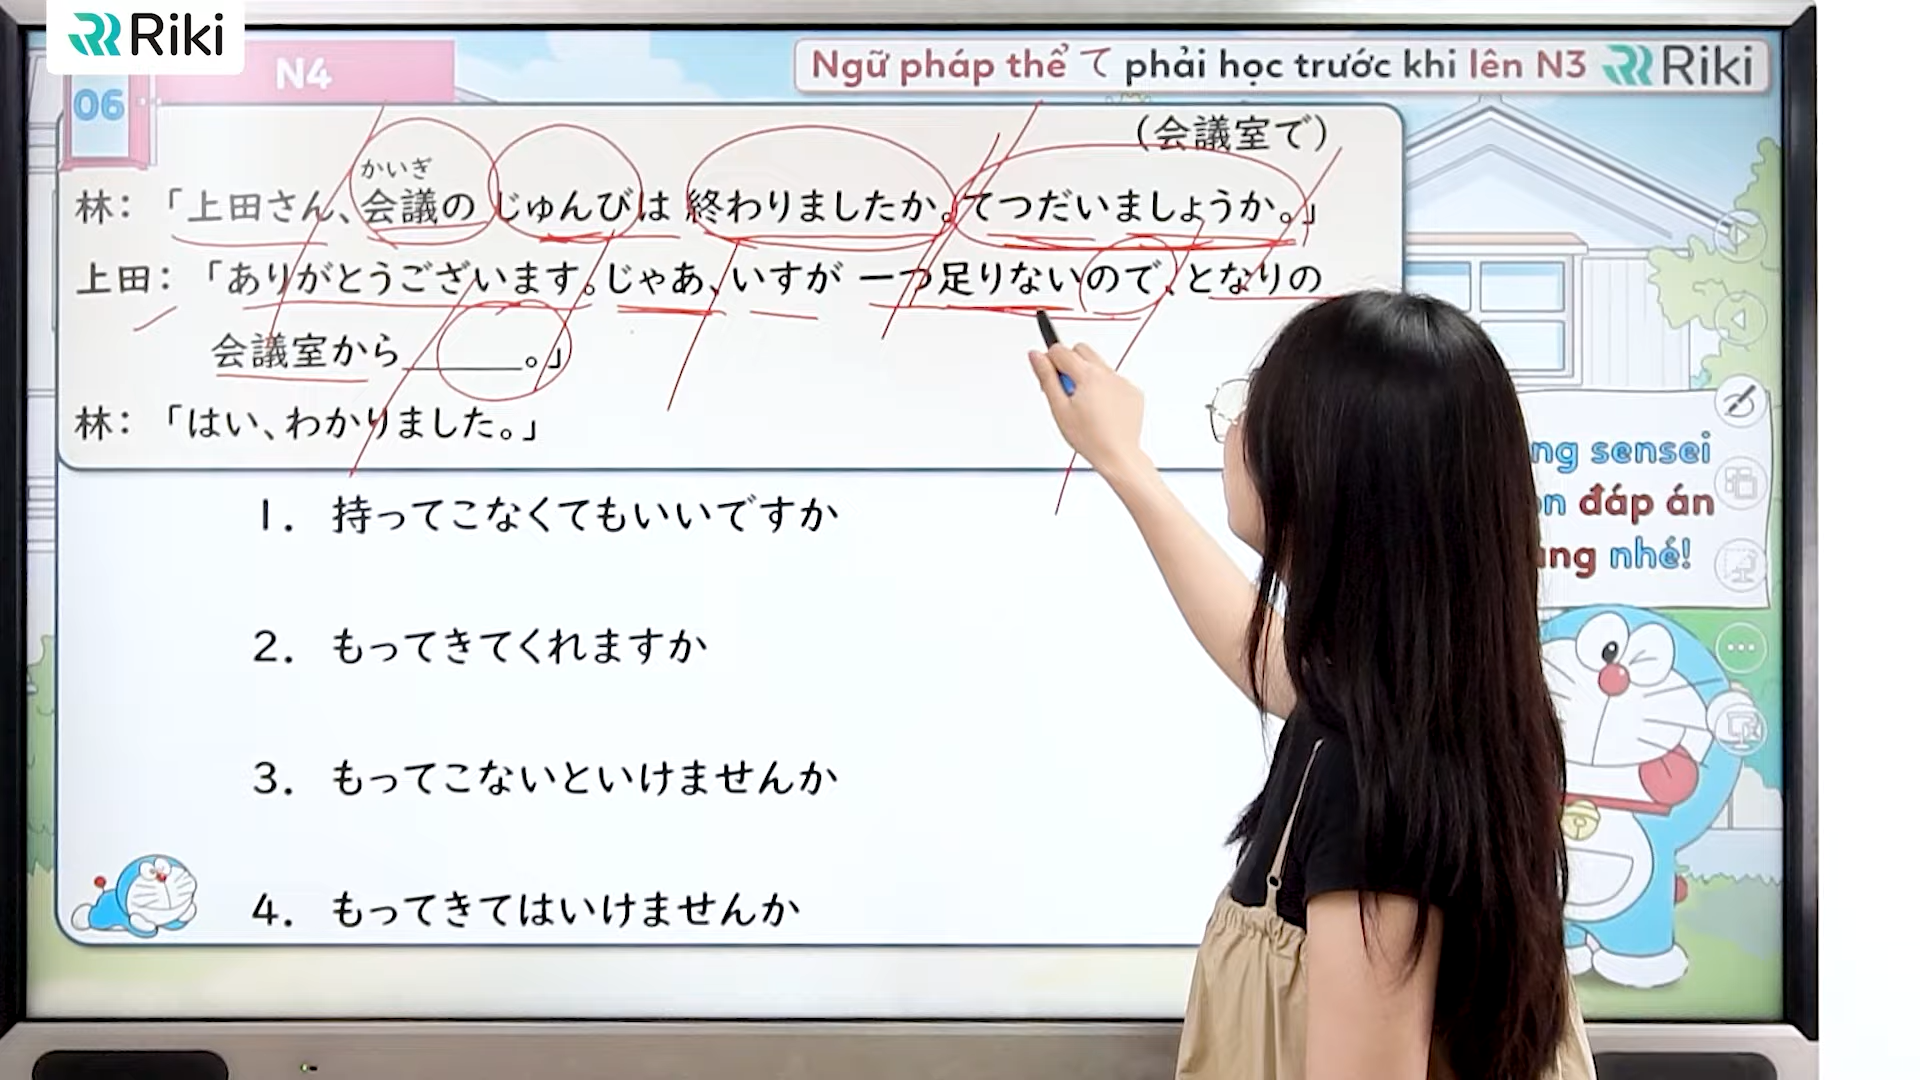 Riki
N4
06
Ngữ pháp thể て phải học trước khi lên N3 Riki
（会議室で）
かいぎ
林：「上田さん、会議の じゅんびは 終わりましたか。てつだいましょうか。」
上田：「ありがとうございます。じゃあ、いすが 一つ足りないので、となりの
会議室から______。」
林：「はい、わかりました。」
1. 持ってこなくてもいいですか
2. もってきてくれますか
3. もってこないといけませんか
4. もってきてはいけませんか
sensei
đáp án
nhé!